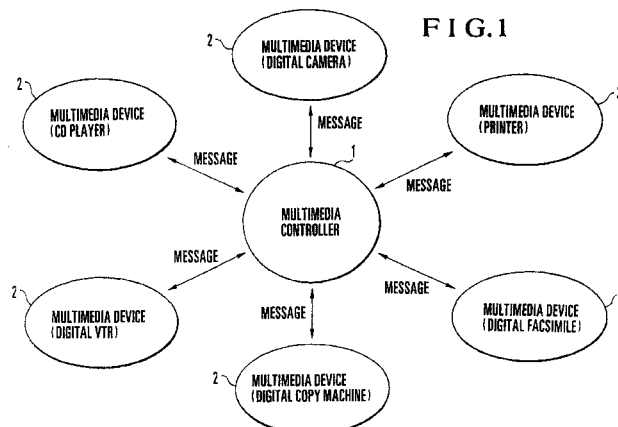 FIG.1
2
MULTIMEDIA DEVICE
(DIGITAL CAMERA)
2
MULTIMEDIA DEVICE
(CD PLAYER)
MULTIMEDIA DEVICE
(PRINTER)
MESSAGE
MESSAGE
MESSAGE
1
MULTIMEDIA
CONTROLLER
MESSAGE
MESSAGE
MESSAGE
2
MULTIMEDIA DEVICE
(DIGITAL VTR)
MULTIMEDIA DEVICE
(DIGITAL FACSIMILE)
2
MULTIMEDIA DEVICE
(DIGITAL COPY MACHINE)